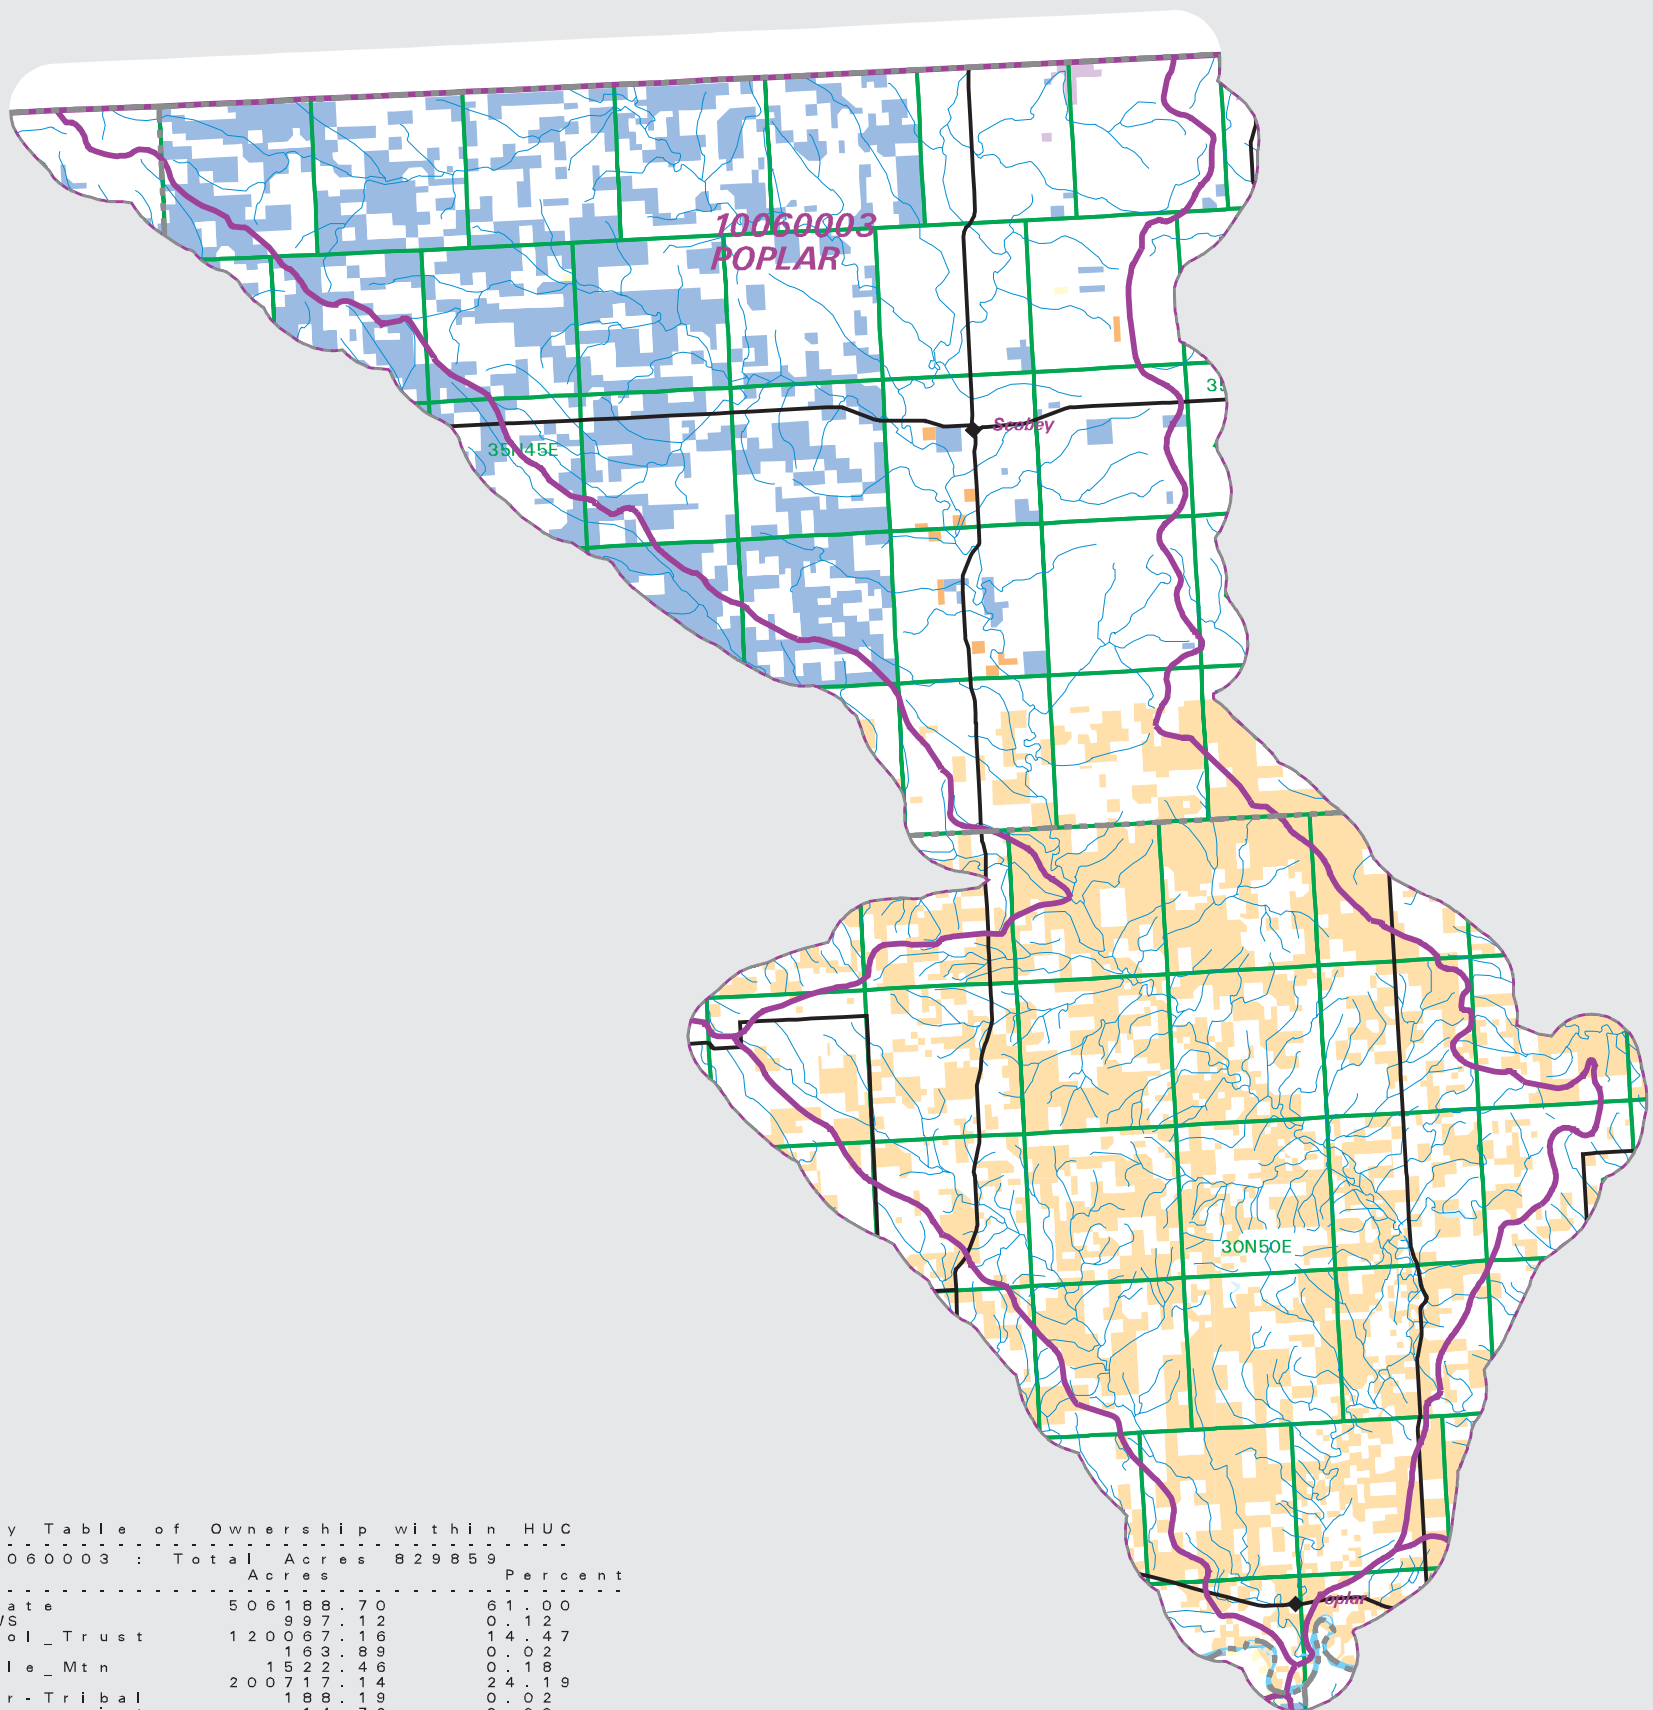 10060003
POPLAR
35
Scobey
35N45E
30N50E
y Table of Ownership within HUC
060003 : Total Acres 829859
Acres Percent
ate 506188.70 61.00
/S 997.12 0.12
ol_Trust 120067.16 14.47
163.89 0.02
le_Mtn 1522.46 0.18
200717.14 24.19
r-Tribal 188.19 0.02
Poplar